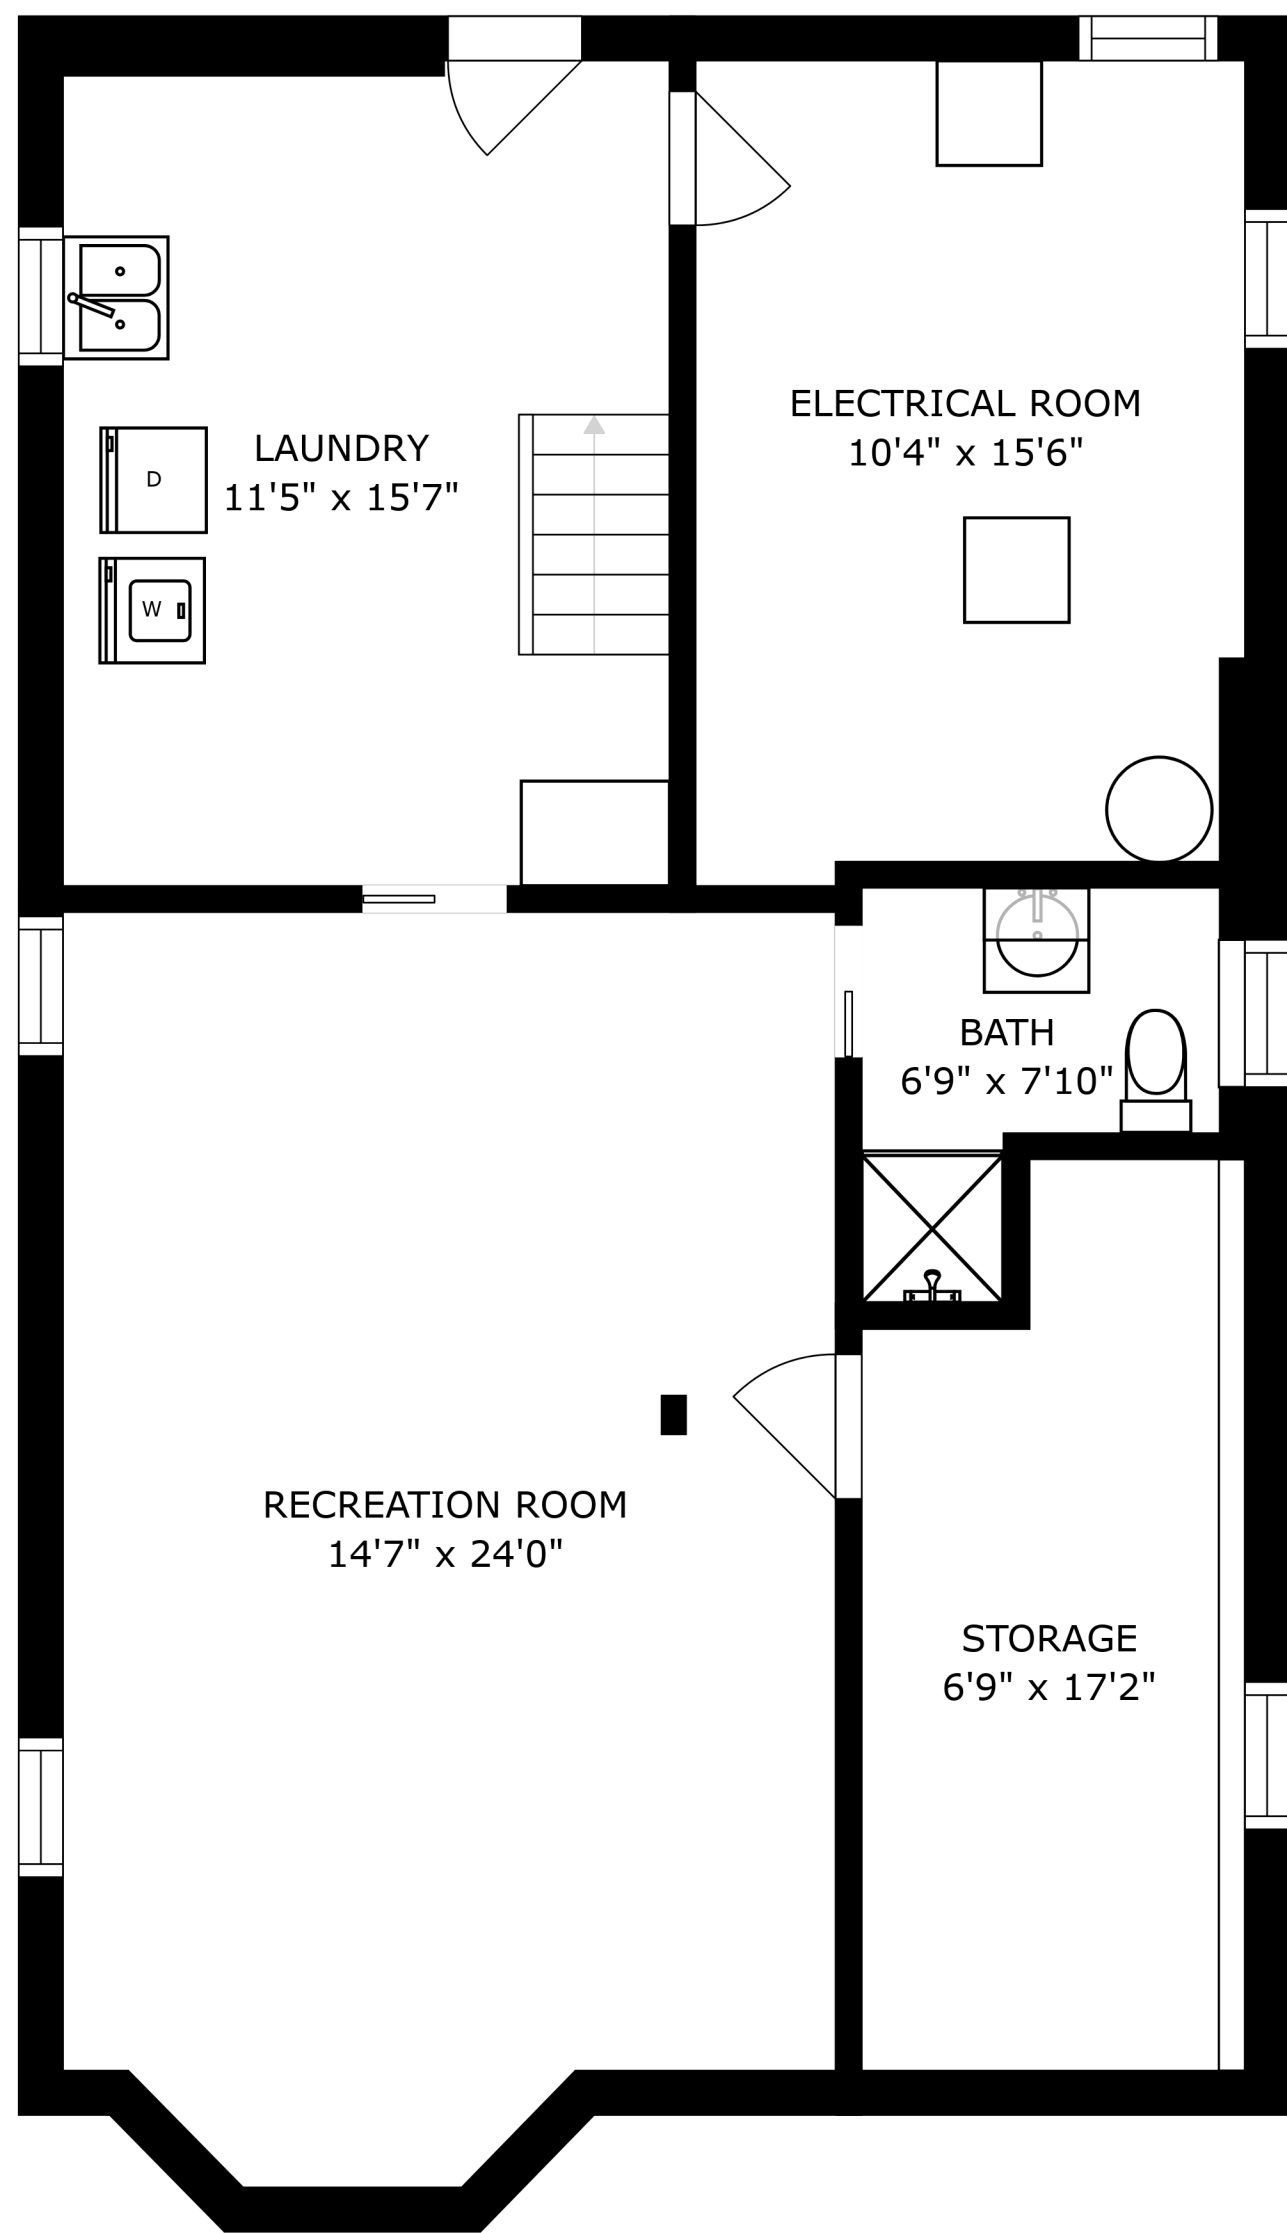 ELECTRICAL ROOM
10'4" x 15'6"
LAUNDRY
11'5" x 15'7"
D
W
BATH
6'9" x 7'10"
RECREATION ROOM
14'7" x 24'0"
STORAGE
6'9" x 17'2"